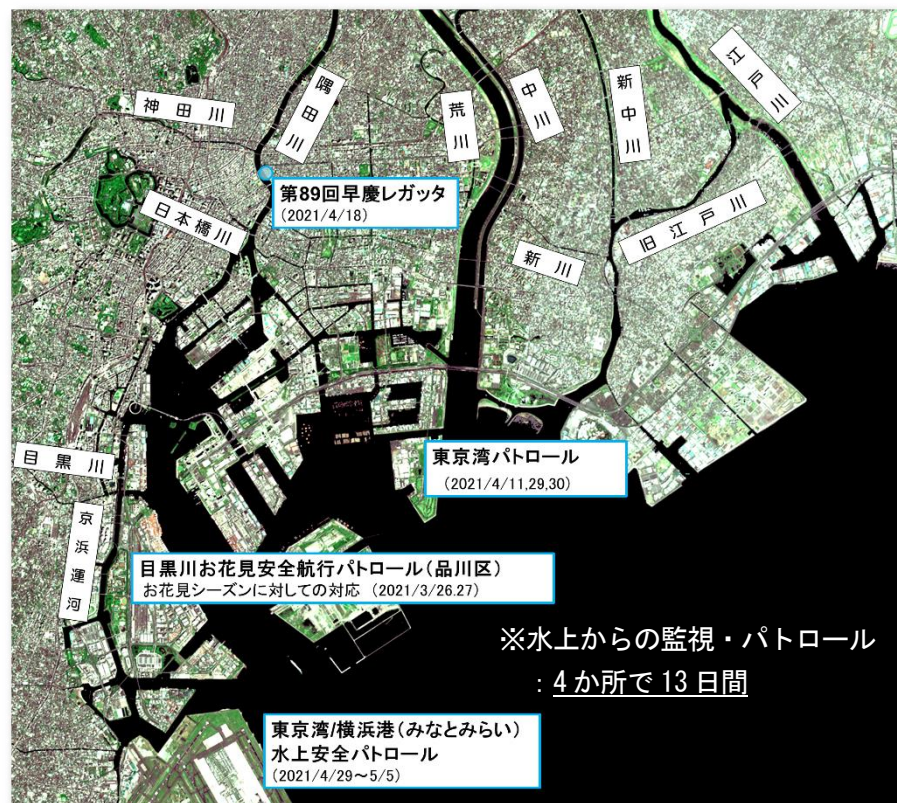 神田川
隅田川
荒川
中川
新中川
江戸川
第89回早慶レガッタ
(2021/4/18)
日本橋川
新川
旧江戸川
目黒川
東京湾パトロール
(2021/4/11,29,30)
京浜運河
目黒川お花見安全航行パトロール(品川区)
お花見シーズンに対しての対応 (2021/3/26.27)
※水上からの監視・パトロール
:4か所で13日間
東京湾/横浜港(みなとみらい)
水上安全パトロール
(2021/4/29~5/5)